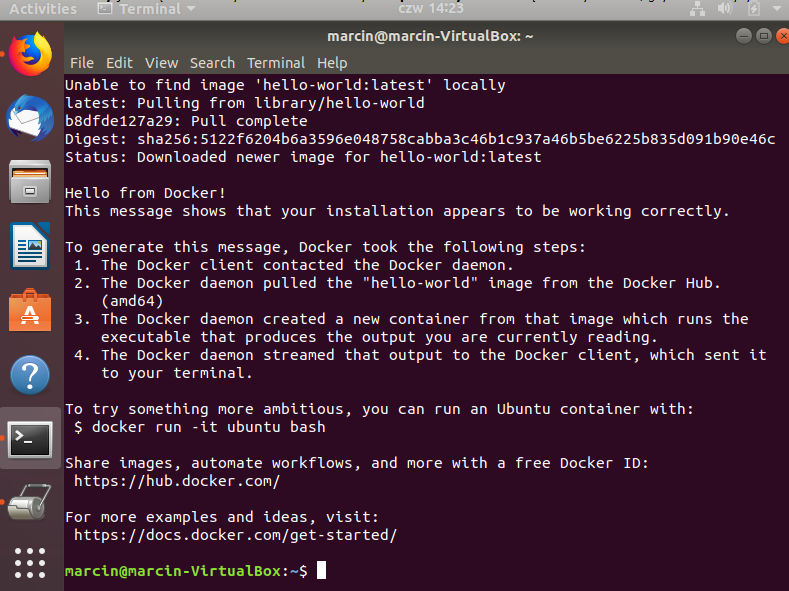 Activities Terminal czw 14:23
marcin@marcin-VirtualBox: ~
File Edit View Search Terminal Help
Unable to find image 'hello-world:latest' locally
latest: Pulling from library/hello-world
b8dfde127a29: Pull complete
Digest: sha256:5122f6204b6a3596e048758cabba3c46b1c937a46b5be6225b835d091b90e46c
Status: Downloaded newer image for hello-world:latest
Hello from Docker!
This message shows that your installation appears to be working correctly.
To generate this message, Docker took the following steps:
1. The Docker client contacted the Docker daemon.
2. The Docker daemon pulled the "hello-world" image from the Docker Hub.
(amd64)
3. The Docker daemon created a new container from that image which runs the
executable that produces the output you are currently reading.
4. The Docker daemon streamed that output to the Docker client, which sent it
to your terminal.
To try something more ambitious, you can run an Ubuntu container with:
$ docker run -it ubuntu bash
Share images, automate workflows, and more with a free Docker ID:
https://hub.docker.com/
For more examples and ideas, visit:
https://docs.docker.com/get-started/
marcin@marcin-VirtualBox:~$